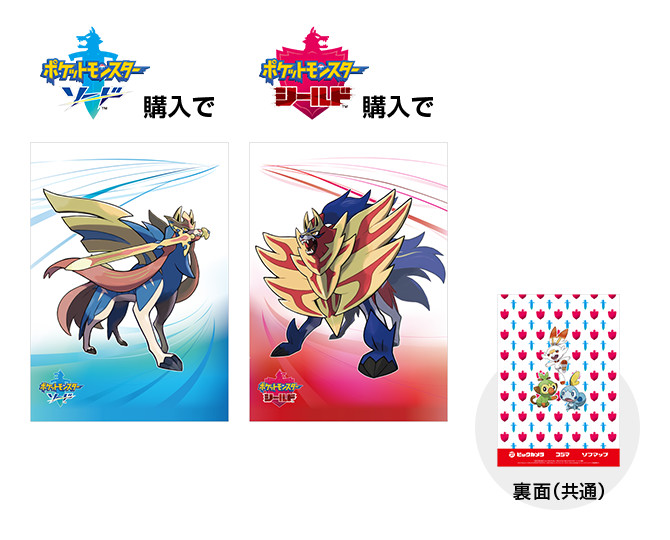 ポケットモンスター
ソード
TM
購入で
ポケットモンスター
シールド
TM
購入で
ポケットモンスター
ソード
ポケットモンスター
シールド
ビックカメラ コジマ ソフマップ
裏面(共通)